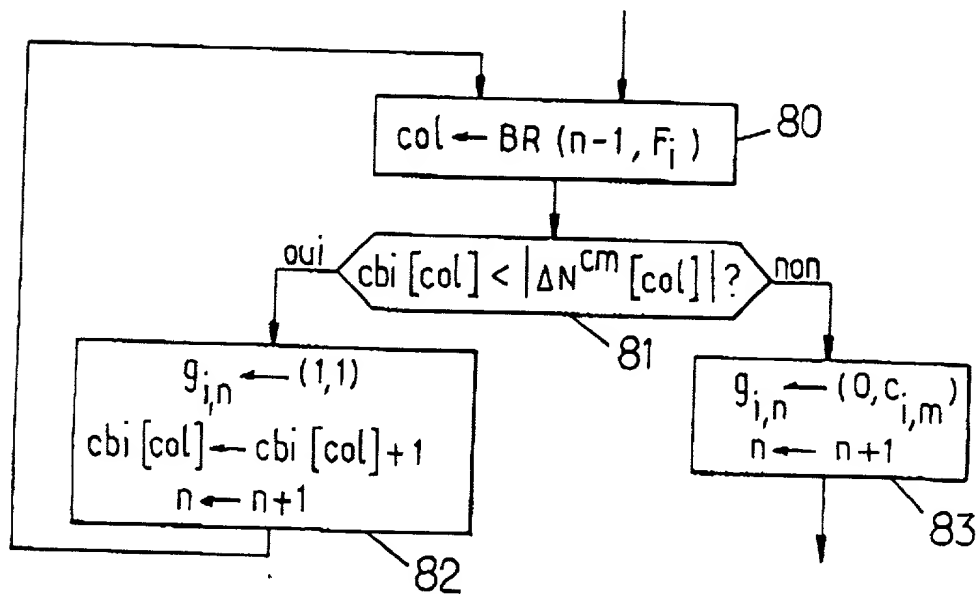 col ← BR (n-1, Fᵢ)
80
oui
cbi [col] < |ΔN^cm [col]| ?
non
81
g_i,n ← (1,1)
cbi [col] ← cbi [col] + 1
n ← n+1
82
g_i,n ← (0, c_i,m)
n ← n+1
83